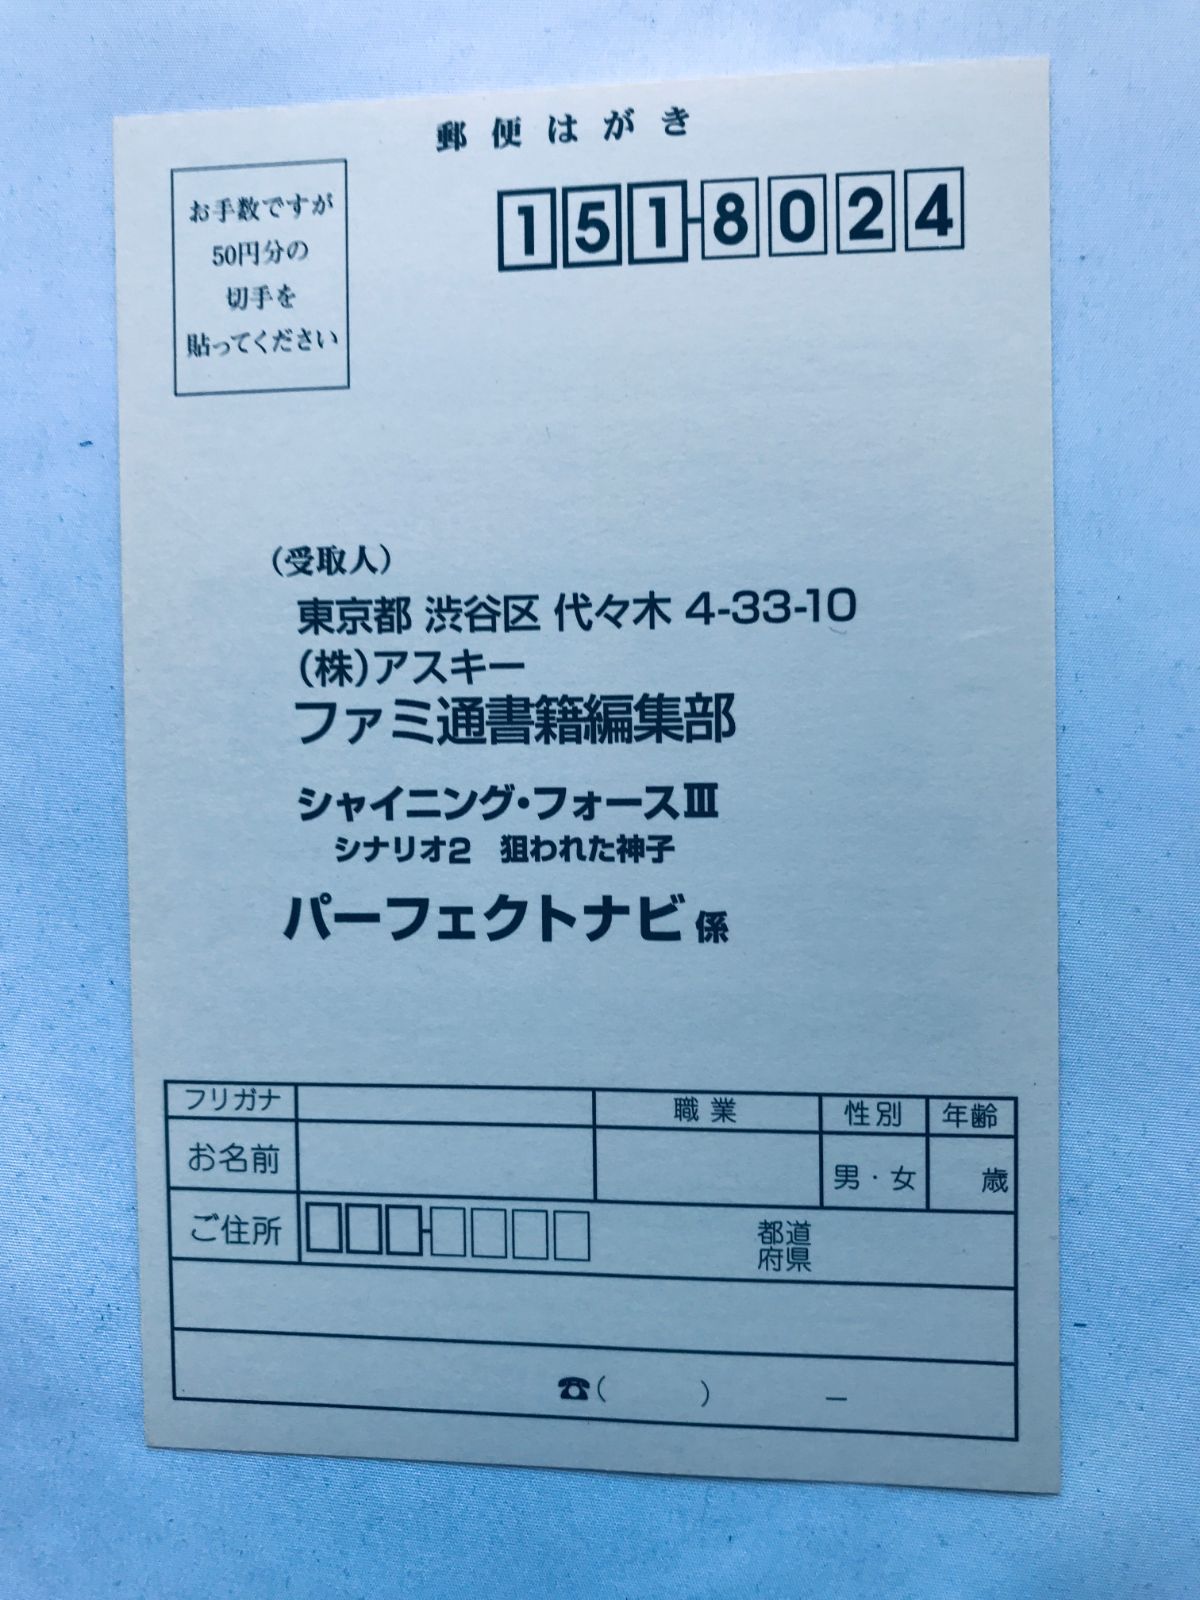 郵便はがき
お手数ですが
50円分の
切手を
貼ってください
151-8024
（受取人）
東京都 渋谷区 代々木 4-33-10
(株)アスキー
ファミ通書籍編集部
シャイニング・フォースⅢ
シナリオ2 狙われた神子
パーフェクトナビ 係
フリガナ 職業 性別 年齢
お名前 男・女 歳
ご住所 - 都道
府県
☎( ) –